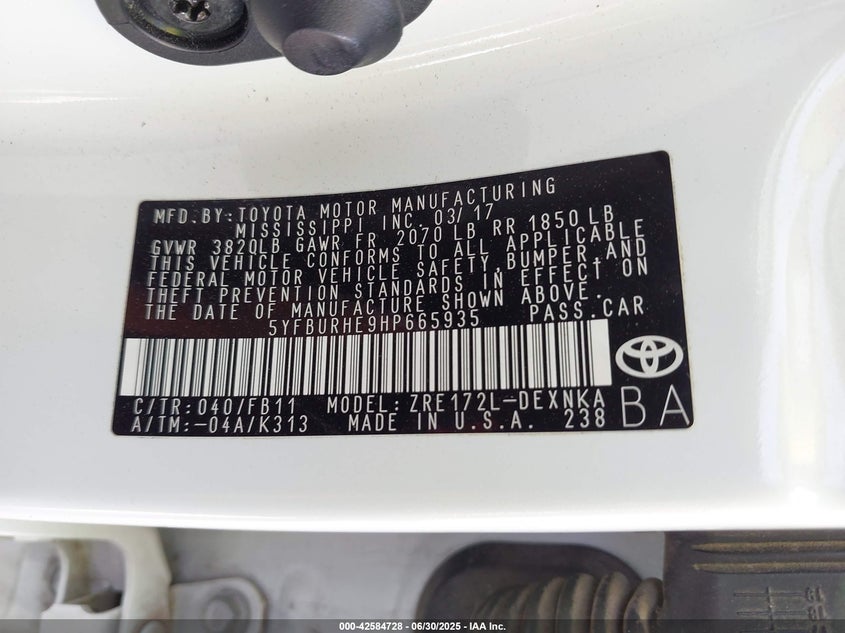 MFD. BY: TOYOTA MOTOR MANUFACTURING
MISSISSIPPI INC 03/17
GVWR 3820LB GAWR FR 2070 LB RR 1850 LB
THIS VEHICLE CONFORMS TO ALL APPLICABLE
FEDERAL MOTOR VEHICLE SAFETY, BUMPER, AND
THEFT PREVENTION STANDARDS IN EFFECT ON
THE DATE OF MANUFACTURE SHOWN ABOVE.
5YFBURHE9HP665935 PASS.CAR
C/TR: 040/FB11 MODEL: ZRE172L-DEXNKA
A/TM:-04A/K313 MADE IN U.S.A. 238
BA
000-42584728 - 06/30/2025 - IAA Inc.